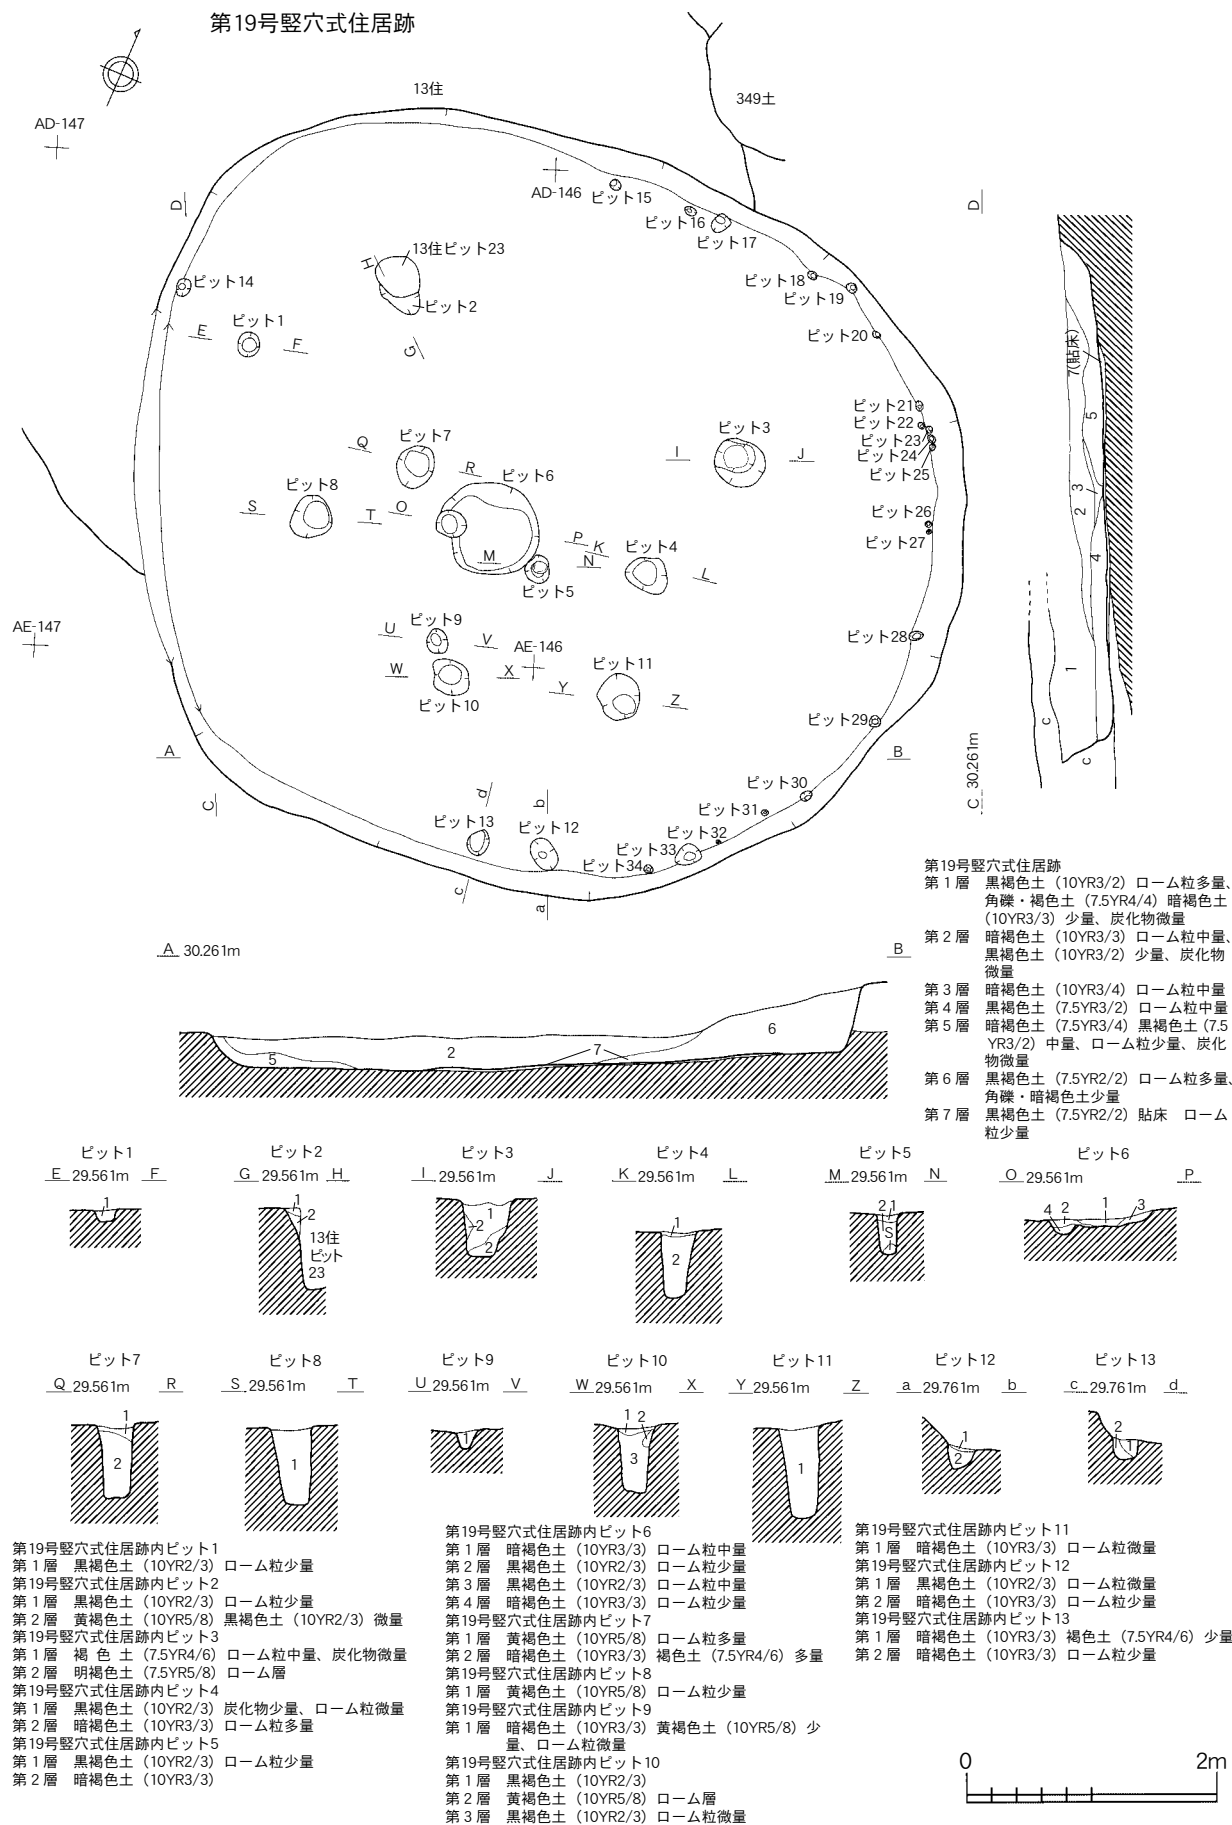 第19号竪穴式住居跡
13住
349土
AD-147
AD-146
ピット15
ピット16
ピット17
D
D
13住ピット23
H
ピット2
ピット14
ピット18
ピット19
ピット1
E
F
G
ピット20
7(貼床)
ピット21
ピット22
ピット23
ピット24
ピット25
5
ピット7
Q
R
ピット3
I
J
ピット6
ピット8
S
T
O
3
2
ピット26
ピット27
P
K
ピット4
M
N
L
ピット5
4
AE-147
ピット9
U
V
AE-146
ピット28
W
X
ピット10
ピット11
Y
Z
1
ピット29
c
c
A
B
C
C 30.261m
ピット30
ピット31
d
b
ピット13
ピット12
ピット32
ピット33
ピット34
c
a
A 30.261m
B
6
5
2
7
第19号竪穴式住居跡
第1層 黒褐色土(10YR3/2)ローム粒多量、
角礫・褐色土(7.5YR4/4)暗褐色土
(10YR3/3)少量、炭化物微量
第2層 暗褐色土(10YR3/3)ローム粒中量、
黒褐色土(10YR3/2)少量、炭化物
微量
第3層 暗褐色土(10YR3/4)ローム粒中量
第4層 黒褐色土(7.5YR3/2)ローム粒中量
第5層 暗褐色土(7.5YR3/4)黒褐色土(7.5
YR3/2)中量、ローム粒少量、炭化
物微量
第6層 黒褐色土(7.5YR2/2)ローム粒多量、
角礫・暗褐色土少量
第7層 黒褐色土(7.5YR2/2)貼床 ローム
粒少量
ピット1
E 29.561m F
1
ピット2
G 29.561m H
1
2
13住
ピット
23
ピット3
I 29.561m J
1
2
2
ピット4
K 29.561m L
1
2
ピット5
M 29.561m N
2 1
S
ピット6
O 29.561m P
4 2 1 3
ピット7
Q 29.561m R
1
2
ピット8
S 29.561m T
1
ピット9
U 29.561m V
1
ピット10
W 29.561m X
1 2
3
ピット11
Y 29.561m Z
1
ピット12
a 29.761m b
1
2
ピット13
c 29.761m d
2
1
第19号竪穴式住居跡内ピット1
第1層 黒褐色土(10YR2/3)ローム粒少量
第19号竪穴式住居跡内ピット2
第1層 黒褐色土(10YR2/3)ローム粒少量
第2層 黄褐色土(10YR5/8)黒褐色土(10YR2/3)微量
第19号竪穴式住居跡内ピット3
第1層 褐 色 土(7.5YR4/6)ローム粒中量、炭化物微量
第2層 明褐色土(7.5YR5/8)ローム層
第19号竪穴式住居跡内ピット4
第1層 黒褐色土(10YR2/3)炭化物少量、ローム粒微量
第2層 暗褐色土(10YR3/3)ローム粒多量
第19号竪穴式住居跡内ピット5
第1層 黒褐色土(10YR2/3)ローム粒少量
第2層 暗褐色土(10YR3/3)
第19号竪穴式住居跡内ピット6
第1層 暗褐色土(10YR3/3)ローム粒中量
第2層 黒褐色土(10YR2/3)ローム粒少量
第3層 黒褐色土(10YR2/3)ローム粒中量
第4層 暗褐色土(10YR3/3)ローム粒少量
第19号竪穴式住居跡内ピット7
第1層 黄褐色土(10YR5/8)ローム粒多量
第2層 暗褐色土(10YR3/3)褐色土(7.5YR4/6)多量
第19号竪穴式住居跡内ピット8
第1層 黄褐色土(10YR5/8)ローム粒少量
第19号竪穴式住居跡内ピット9
第1層 暗褐色土(10YR3/3)黄褐色土(10YR5/8)少
量、ローム粒微量
第19号竪穴式住居跡内ピット10
第1層 黒褐色土(10YR2/3)
第2層 黄褐色土(10YR5/8)ローム層
第3層 黒褐色土(10YR2/3)ローム粒微量
第19号竪穴式住居跡内ピット11
第1層 暗褐色土(10YR3/3)ローム粒微量
第19号竪穴式住居跡内ピット12
第1層 黒褐色土(10YR2/3)ローム粒微量
第2層 暗褐色土(10YR3/3)ローム粒少量
第19号竪穴式住居跡内ピット13
第1層 暗褐色土(10YR3/3)褐色土(7.5YR4/6)少量
第2層 暗褐色土(10YR3/3)ローム粒少量
0 2m